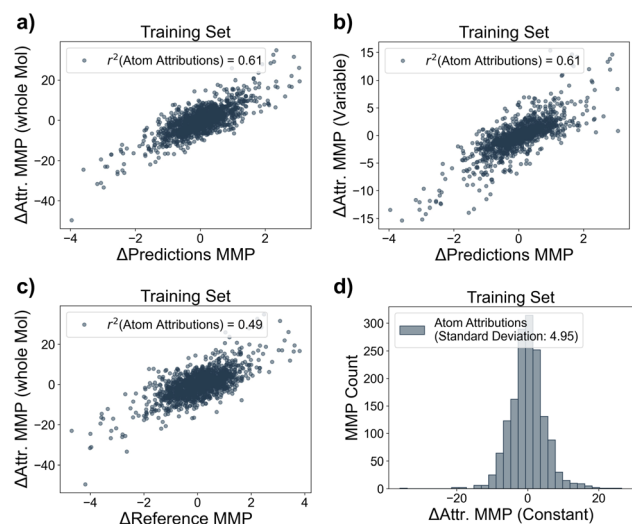 a)
Training Set
r²(Atom Attributions) = 0.61
ΔAttr. MMP (whole Mol)
20
0
−20
−40
−4
−2
0
2
ΔPredictions MMP
b)
Training Set
r²(Atom Attributions) = 0.61
ΔAttr. MMP (Variable)
15
10
5
0
−5
−10
−15
−4
−2
0
2
ΔPredictions MMP
c)
Training Set
r²(Atom Attributions) = 0.49
ΔAttr. MMP (whole Mol)
20
0
−20
−40
−4
−2
0
2
4
ΔReference MMP
d)
Training Set
Atom Attributions
(Standard Deviation: 4.95)
MMP Count
300
250
200
150
100
50
0
−20
0
20
ΔAttr. MMP (Constant)